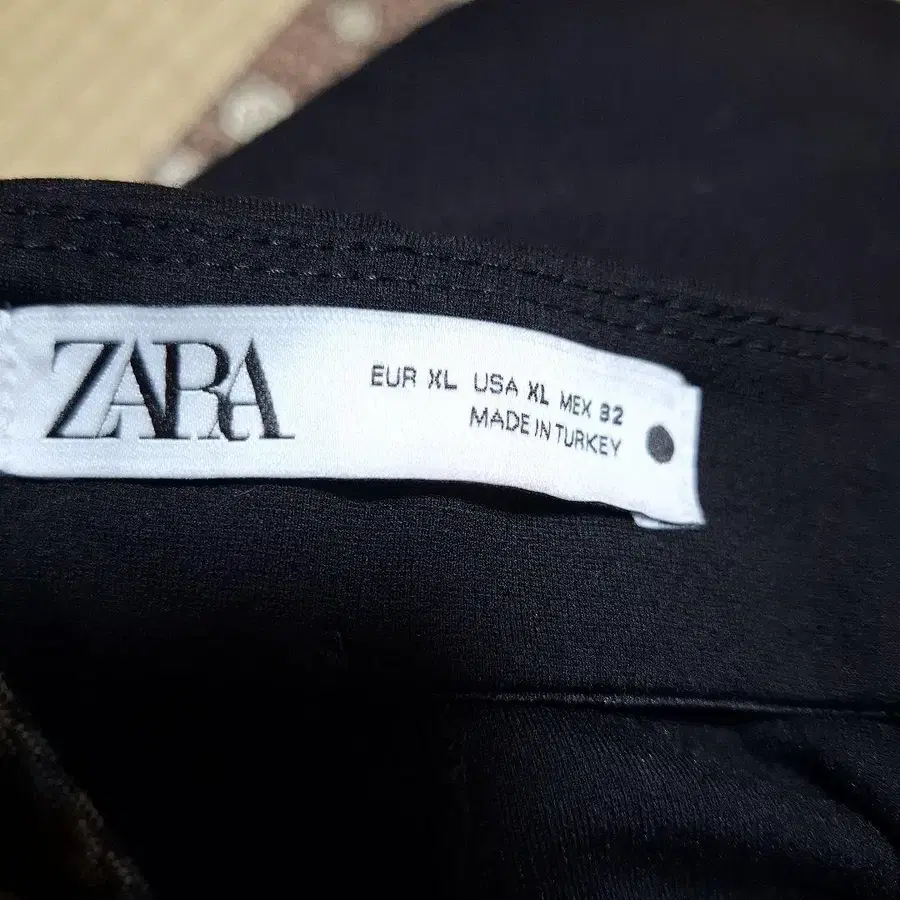 ZARA
EUR XL USA XL MEX 32
MADE IN TURKEY